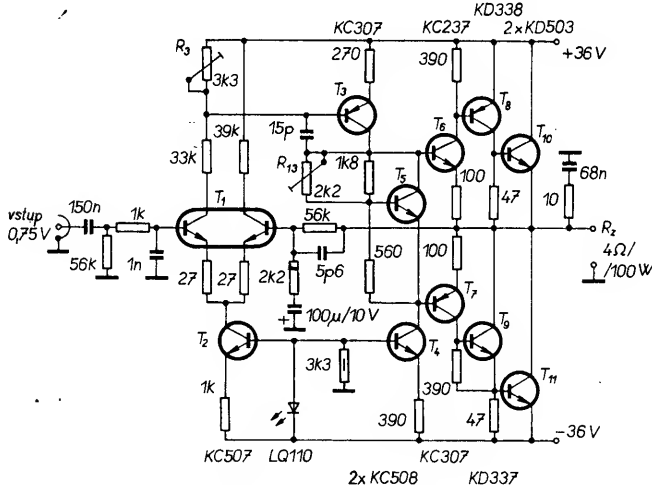 KD338
KC307 KC237 2xKD503
270 390 +36V
R3
3k3
T3 T8
15p T6
39k
33k R13 1k8 T10
2k2 T5 100 47 68n
10
150n T1
vstup 1k 56k Rz
0,75V
56k 1n 560 100 4Ω
/100W
27 27 2k2 5p6 T7
100μ/10V
T2 T4 T9
3k3
390 T11
1k 390 47
-36V
KC507 LQ110 KC307 KD337
2x KC508